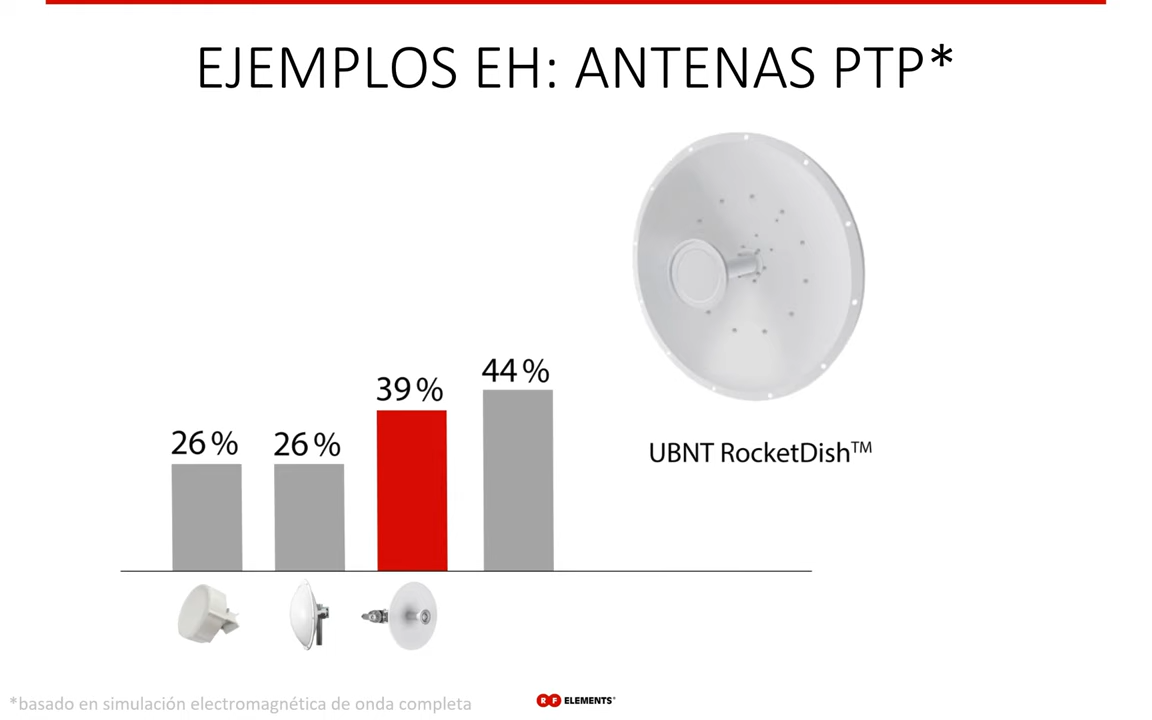 EJEMPLOS EH: ANTENAS PTP*
26 %
26 %
39 %
44 %
UBNT RocketDish™
*basado en simulación electromagnética de onda completa
RF ELEMENTS®